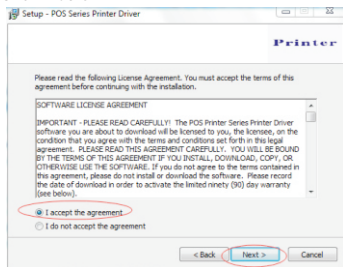 Setup - POS Series Printer Driver
Printer
Please read the following License Agreement. You must accept the terms of this
agreement before continuing with the installation.
SOFTWARE LICENSE AGREEMENT
IMPORTANT - PLEASE READ CAREFULLY! The POS Printer Series Printer Driver
software you are about to download will be licensed to you, the licensee, on the
condition that you agree with the terms and conditions set forth in this legal
agreement. PLEASE READ THIS AGREEMENT CAREFULLY. YOU WILL BE BOUND
BY THE TERMS OF THIS AGREEMENT IF YOU INSTALL, DOWNLOAD, COPY, OR
OTHERWISE USE THE SOFTWARE. If you do not agree to the terms contained in
this agreement, please do not install or download the software. Please record
the date of download in order to activate the limited ninety (90) day warranty
(see below).
I accept the agreement
I do not accept the agreement
< Back
Next >
Cancel